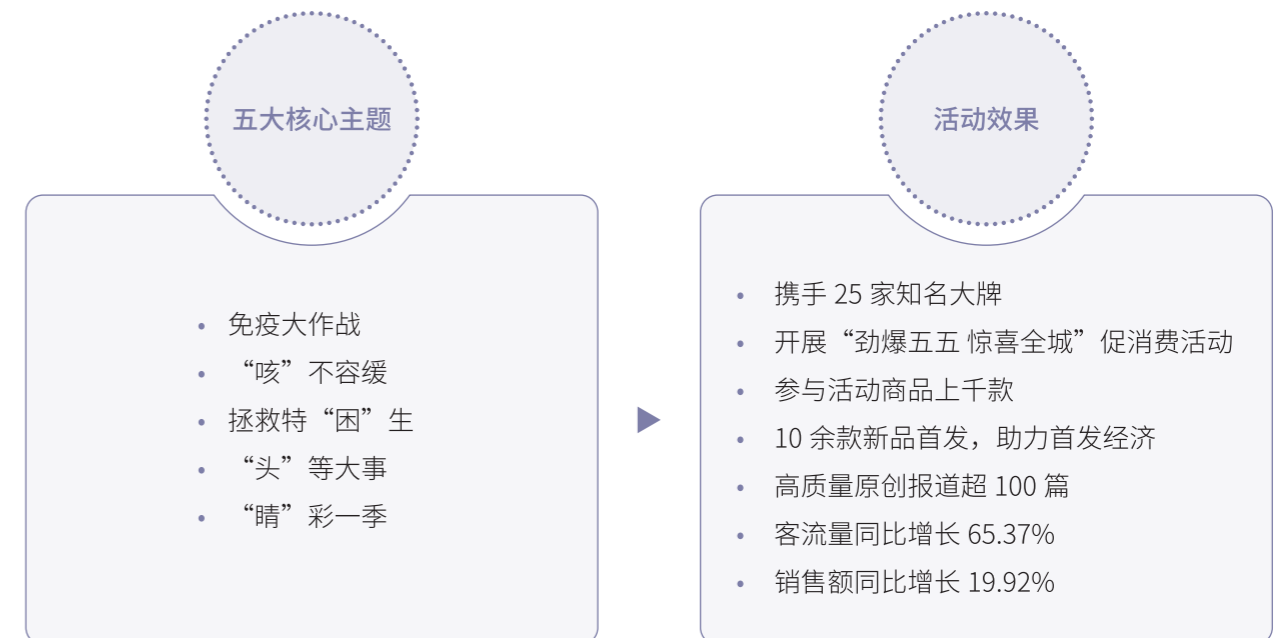 五大核心主题
• 免疫大作战
• “咳”不容缓
• 拯救特“困”生
• “头”等大事
• “睛”彩一季
活动效果
• 携手 25 家知名大牌
• 开展“劲爆五五 惊喜全城”促消费活动
• 参与活动商品上千款
• 10 余款新品首发，助力首发经济
• 高质量原创报道超 100 篇
• 客流量同比增长 65.37%
• 销售额同比增长 19.92%